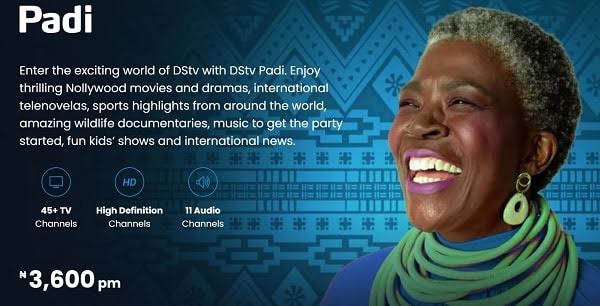 Padi
Enter the exciting world of DStv with DStv Padi. Enjoy
thrilling Nollywood movies and dramas, international
telenovelas, sports highlights from around the world,
amazing wildlife documentaries, music to get the party
started, fun kids’ shows and international news.
HD
45+ TV
Channels
High Definition
Channels
11 Audio
Channels
₦3,600 pm